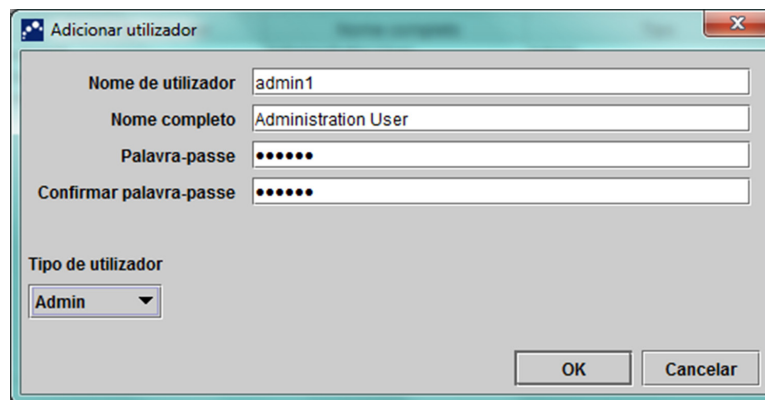 Adicionar utilizador
Nome de utilizador admin1
Nome completo Administration User
Palavra-passe ●●●●●●
Confirmar palavra-passe ●●●●●●
Tipo de utilizador
Admin
OK Cancelar